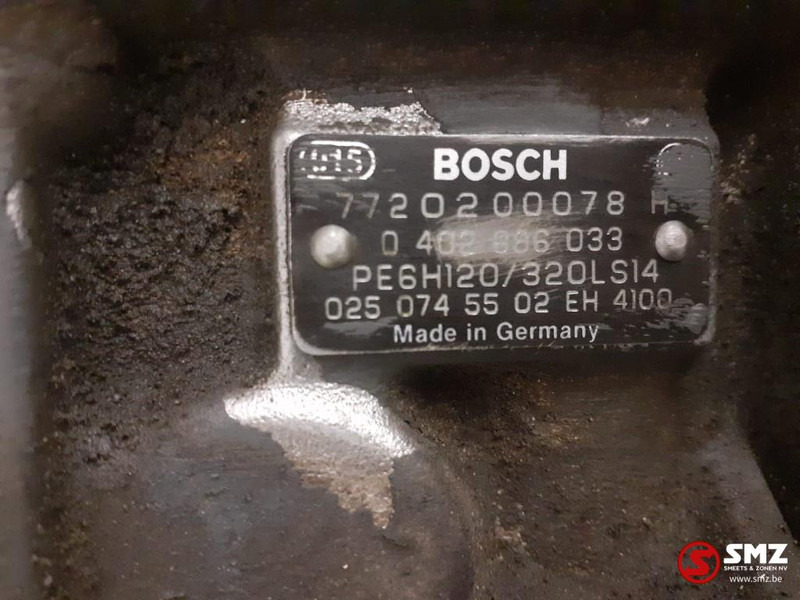 BOSCH
7720200078 H
0 402 886 033
PE6H120/320LS14
025 074 55 02 EH 4100
Made in Germany
SMZ
SMEETS & ZONEN NV
www.smz.be